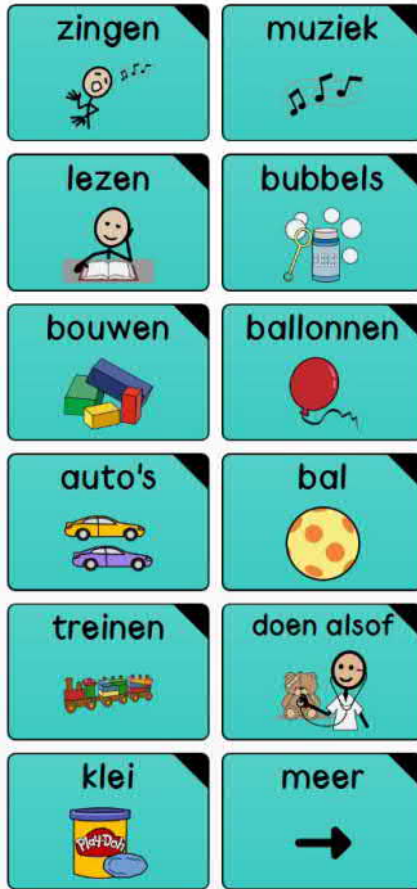 zingen
muziek
lezen
bubbels
bouwen
ballonnen
auto's
bal
treinen
doen alsof
klei
Play-Doh
meer